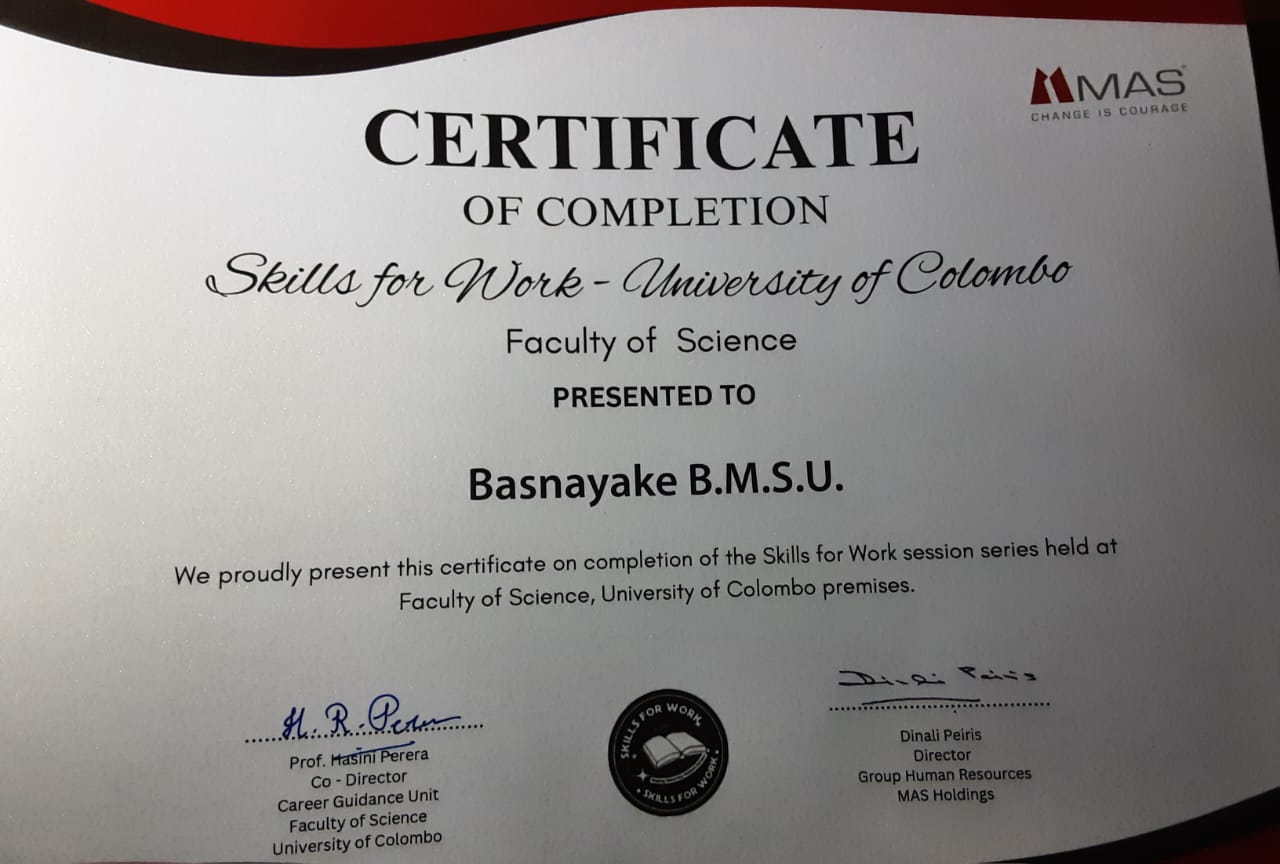 MAS
CHANGE IS COURAGE
CERTIFICATE
OF COMPLETION
Skills for Work - University of Colombo
Faculty of Science
PRESENTED TO
Basnayake B.M.S.U.
We proudly present this certificate on completion of the Skills for Work session series held at
Faculty of Science, University of Colombo premises.
H. R. Perera
Prof. Hasini Perera
Co - Director
Career Guidance Unit
Faculty of Science
University of Colombo
SKILLS FOR WORK
SKILLS FOR WORK
Dinali Peiris
Dinali Peiris
Director
Group Human Resources
MAS Holdings